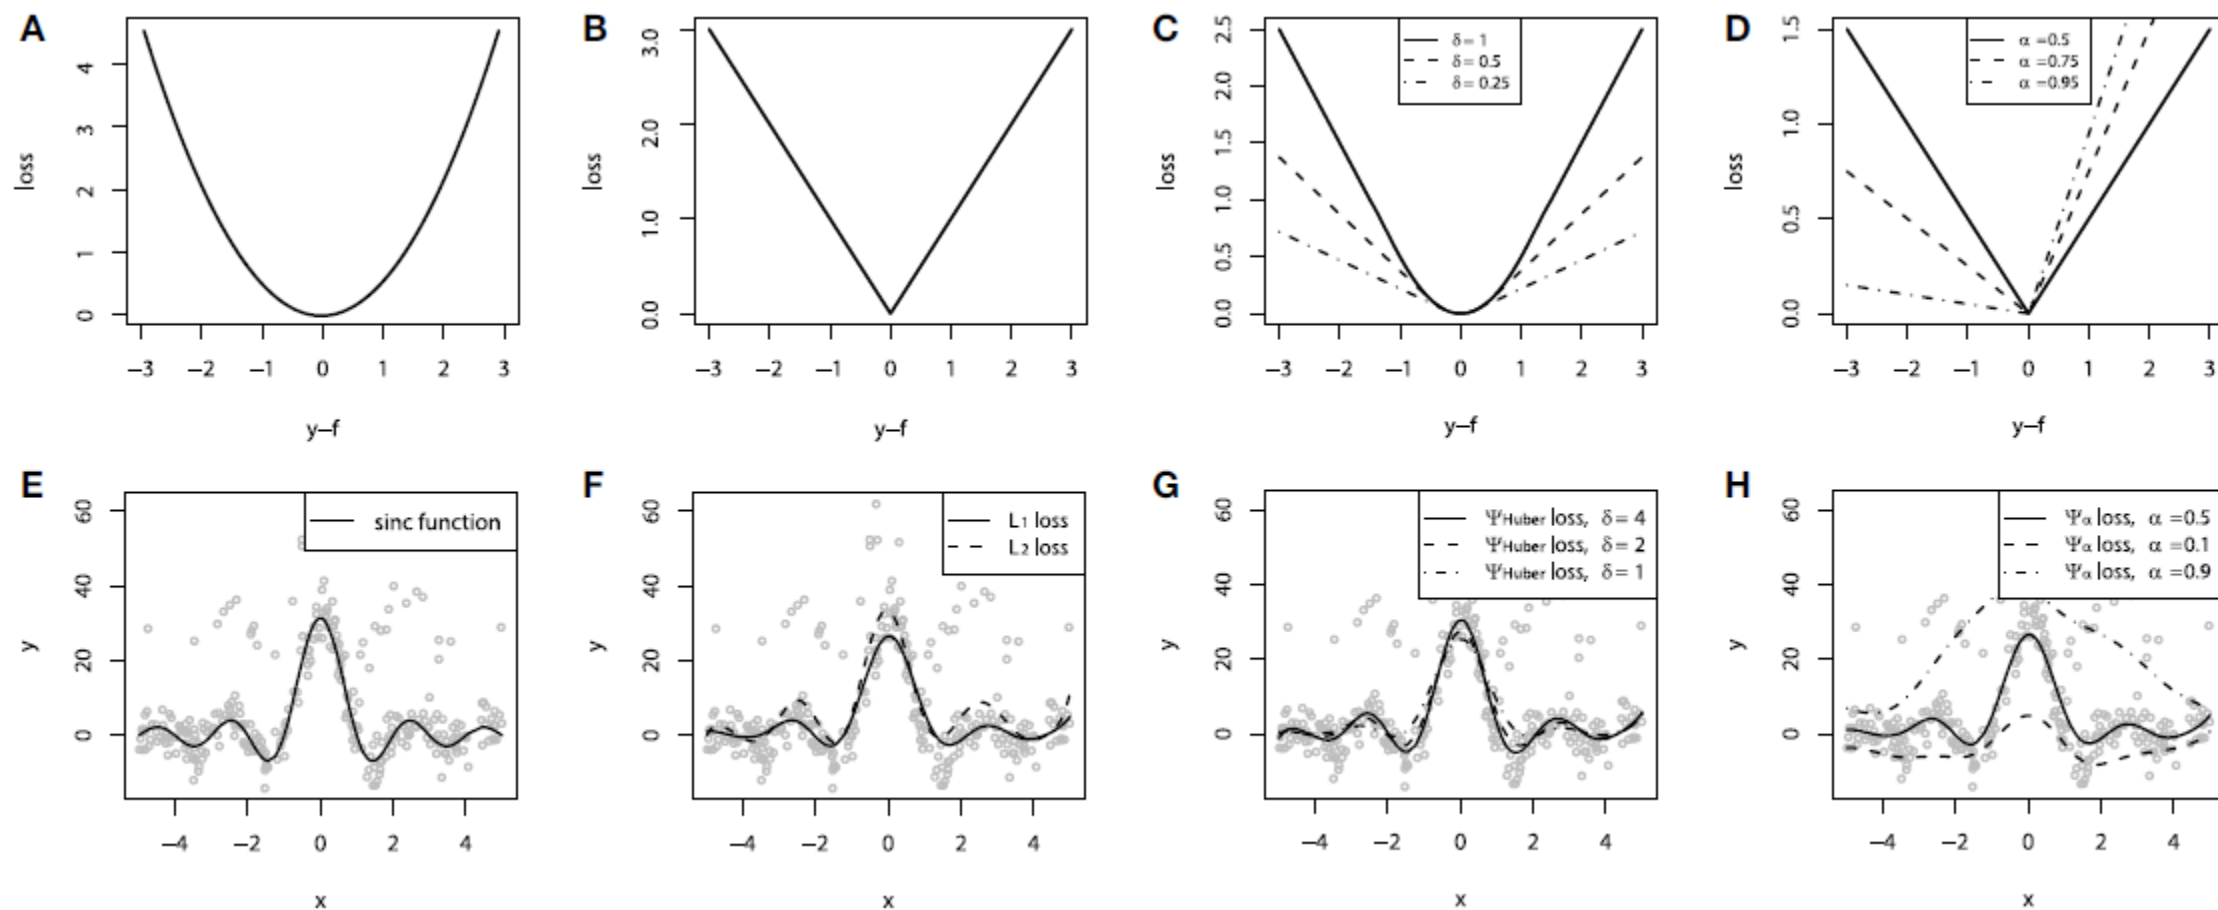 A
loss
4
3
2
1
0
−3 −2 −1 0 1 2 3
y−f
B
loss
3.0
2.0
1.0
0.0
−3 −2 −1 0 1 2 3
y−f
C
loss
2.5
2.0
1.5
1.0
0.5
0.0
δ = 1
δ = 0.5
δ = 0.25
−3 −2 −1 0 1 2 3
y−f
D
loss
1.5
1.0
0.5
0.0
α =0.5
α =0.75
α =0.95
−3 −2 −1 0 1 2 3
y−f
E
y
60
40
20
0
sinc function
−4 −2 0 2 4
x
F
y
60
40
20
0
L1 loss
L2 loss
−4 −2 0 2 4
x
G
y
60
40
20
0
ΨHuber loss, δ = 4
ΨHuber loss, δ = 2
ΨHuber loss, δ = 1
−4 −2 0 2 4
x
H
y
60
40
20
0
Ψα loss, α =0.5
Ψα loss, α =0.1
Ψα loss, α =0.9
−4 −2 0 2 4
x